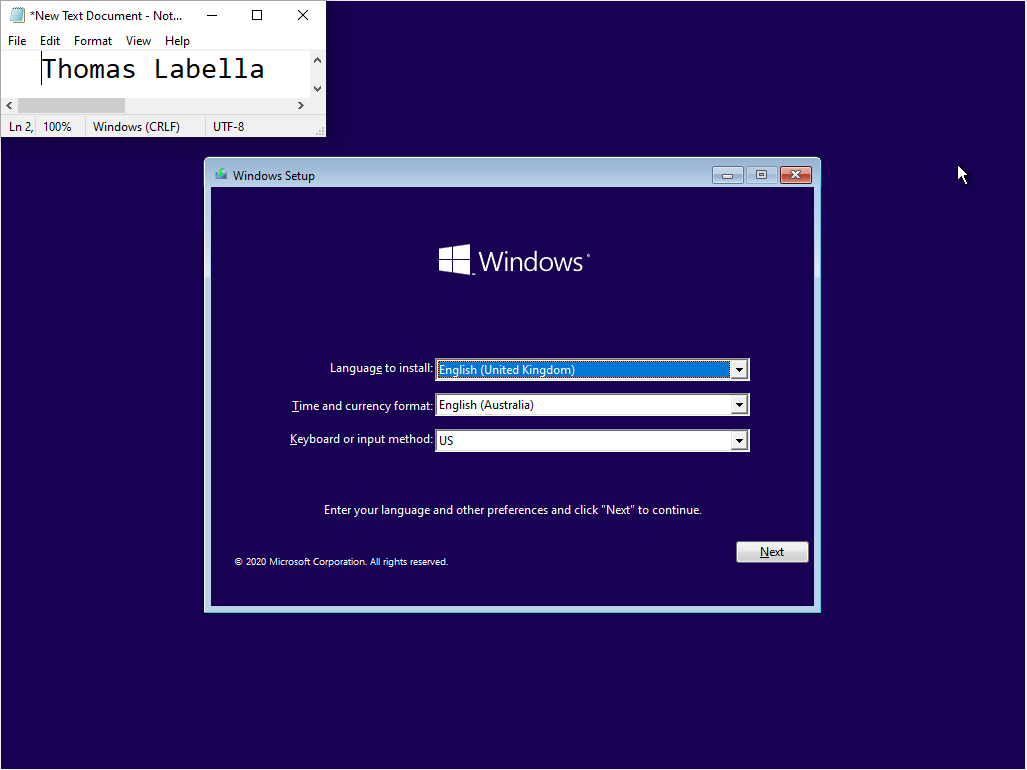 *New Text Document - Not...
File Edit Format View Help
Thomas Labella
Ln 2, 100% Windows (CRLF) UTF-8
Windows Setup
Windows
Language to install: English (United Kingdom)
Time and currency format: English (Australia)
Keyboard or input method: US
Enter your language and other preferences and click "Next" to continue.
Next
© 2020 Microsoft Corporation. All rights reserved.